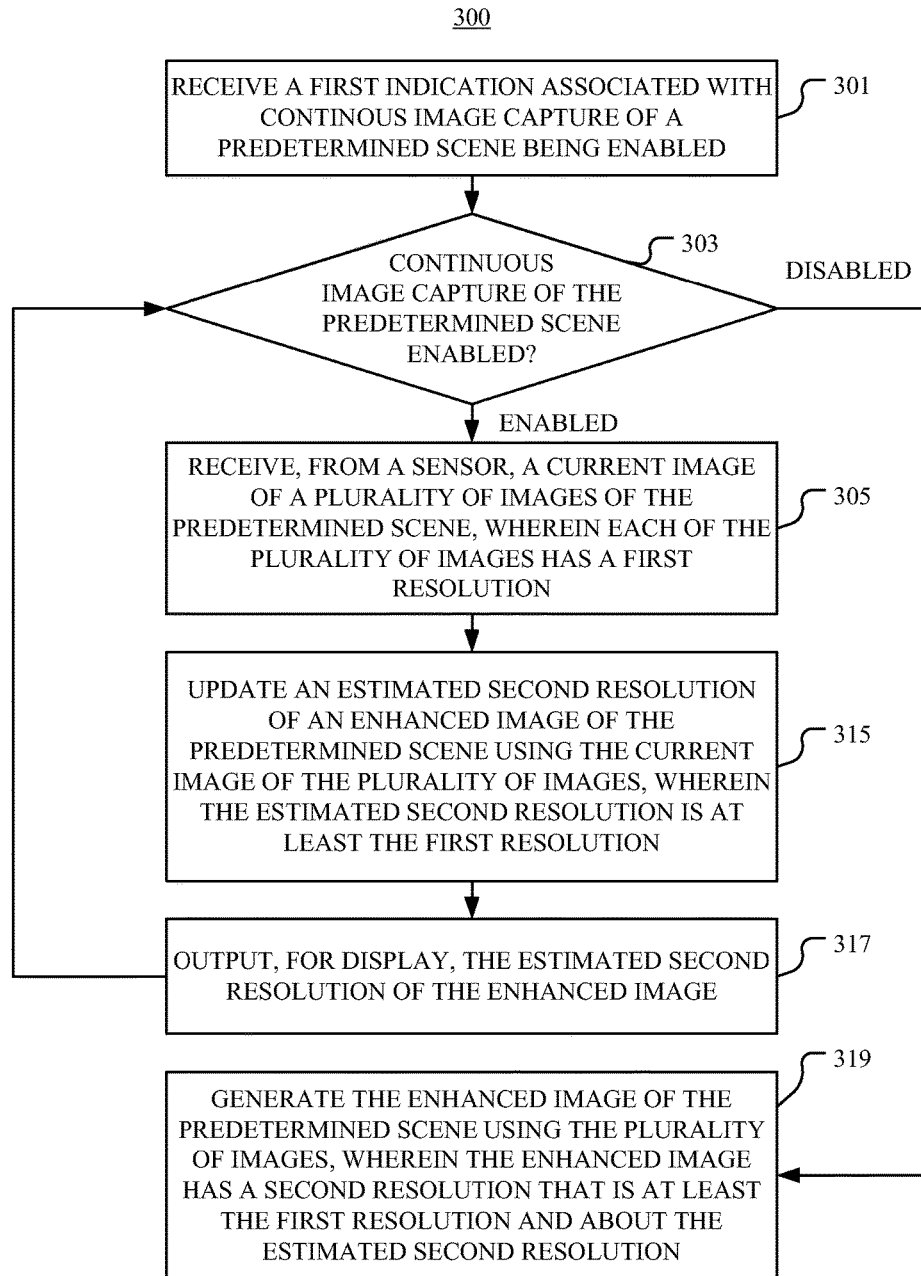 300
RECEIVE A FIRST INDICATION ASSOCIATED WITH
CONTINOUS IMAGE CAPTURE OF A
PREDETERMINED SCENE BEING ENABLED
301
303
CONTINUOUS
IMAGE CAPTURE OF THE
PREDETERMINED SCENE
ENABLED?
DISABLED
ENABLED
RECEIVE, FROM A SENSOR, A CURRENT IMAGE
OF A PLURALITY OF IMAGES OF THE
PREDETERMINED SCENE, WHEREIN EACH OF THE
PLURALITY OF IMAGES HAS A FIRST
RESOLUTION
305
UPDATE AN ESTIMATED SECOND RESOLUTION
OF AN ENHANCED IMAGE OF THE
PREDETERMINED SCENE USING THE CURRENT
IMAGE OF THE PLURALITY OF IMAGES, WHEREIN
THE ESTIMATED SECOND RESOLUTION IS AT
LEAST THE FIRST RESOLUTION
315
OUTPUT, FOR DISPLAY, THE ESTIMATED SECOND
RESOLUTION OF THE ENHANCED IMAGE
317
GENERATE THE ENHANCED IMAGE OF THE
PREDETERMINED SCENE USING THE PLURALITY
OF IMAGES, WHEREIN THE ENHANCED IMAGE
HAS A SECOND RESOLUTION THAT IS AT LEAST
THE FIRST RESOLUTION AND ABOUT THE
ESTIMATED SECOND RESOLUTION
319